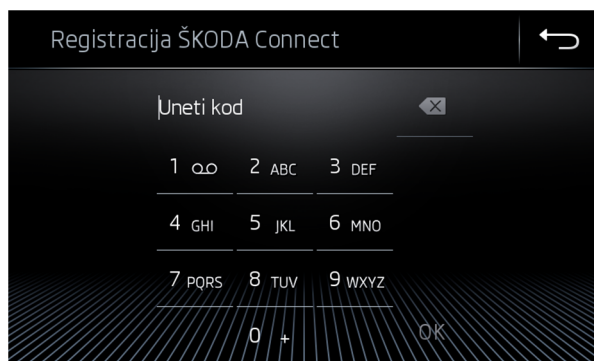 Registracija ŠKODA Connect
Uneti kod
1 2 ABC 3 DEF
4 GHI 5 JKL 6 MNO
7 PQRS 8 TUV 9 WXYZ
0 + OK